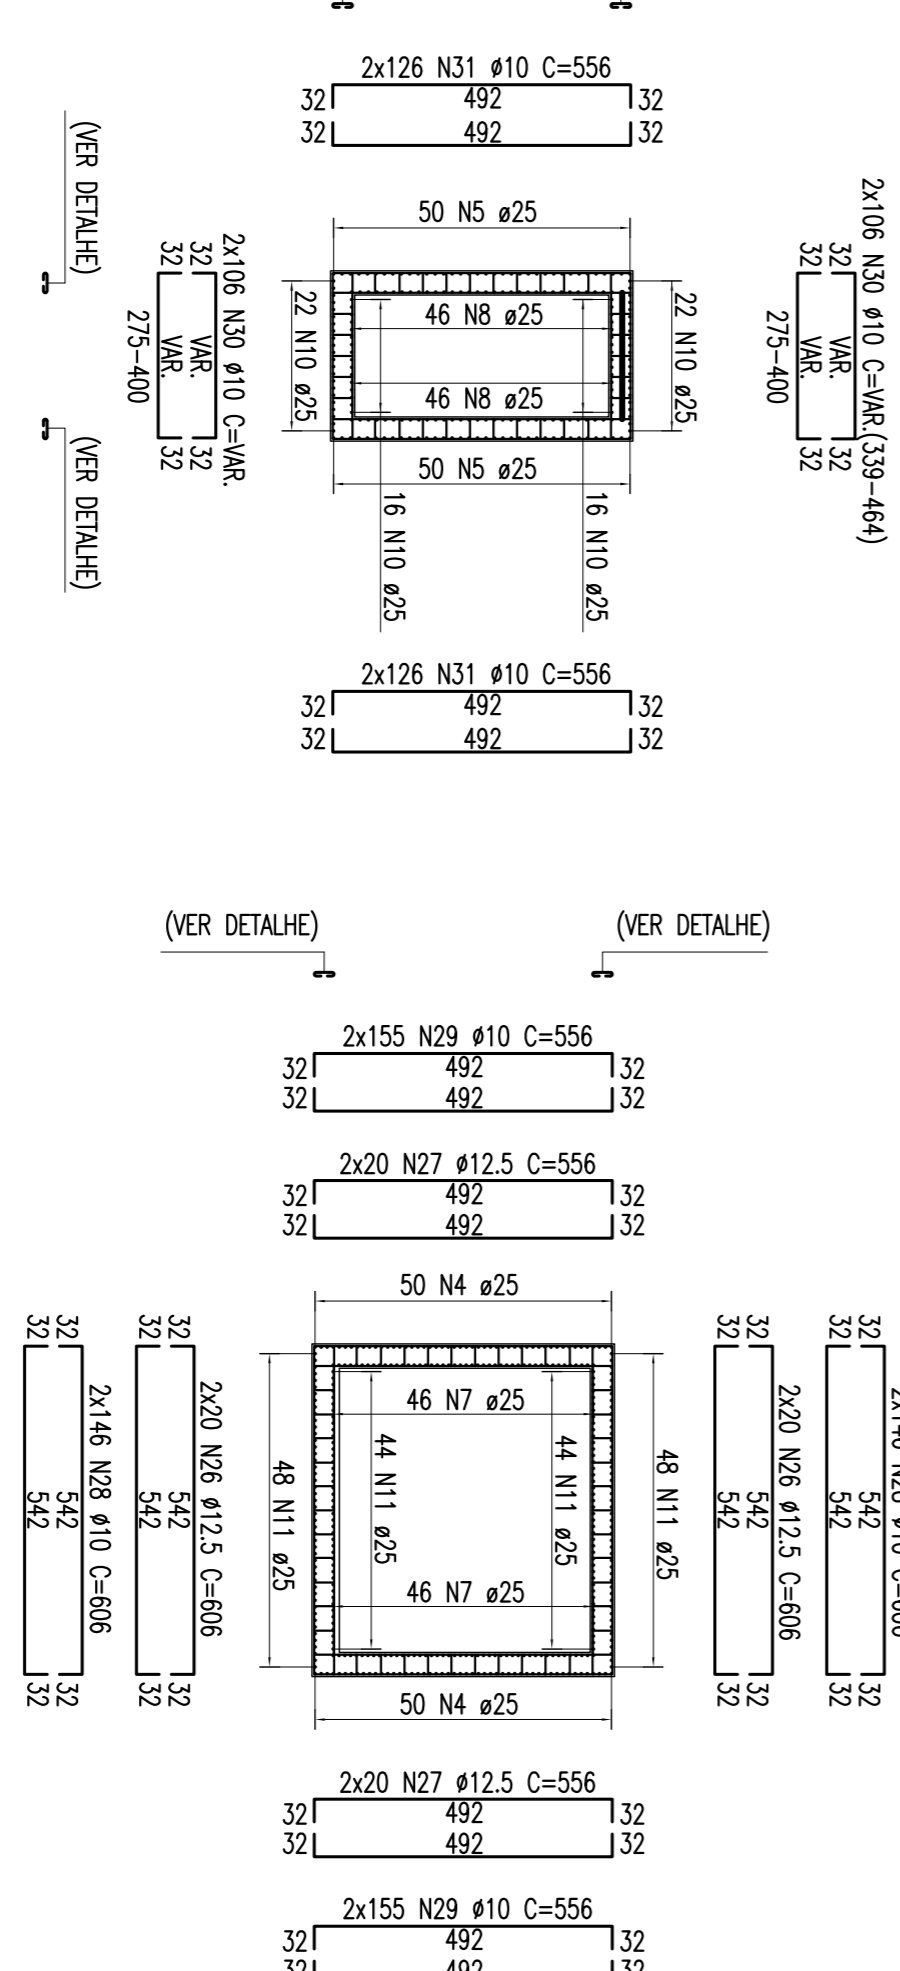 2x126 N31 ø10 C=556
32 492 32
32 492 32
(VER DETALHE)
(VER DETALHE)
2x106 N30 ø10 C=VAR.
32 VAR. 32
32 VAR. 32
275-400
50 N5 ø25
22 N10 ø25
46 N8 ø25
46 N8 ø25
22 N10 ø25
50 N5 ø25
16 N10 ø25
16 N10 ø25
2x106 N30 ø10 C=VAR.(339-464)
32 VAR. 32
32 VAR. 32
275-400
2x126 N31 ø10 C=556
32 492 32
32 492 32
(VER DETALHE)
(VER DETALHE)
2x155 N29 ø10 C=556
32 492 32
32 492 32
2x20 N27 ø12.5 C=556
32 492 32
32 492 32
50 N4 ø25
46 N7 ø25
44 N11 ø25
44 N11 ø25
48 N11 ø25
48 N11 ø25
46 N7 ø25
50 N4 ø25
2x146 N28 ø10 C=606
32 542 32
32 542 32
2x20 N26 ø12.5 C=606
32 542 32
32 542 32
2x20 N26 ø12.5 C=606
32 542 32
32 542 32
32 542 32
32 542 32
2x20 N27 ø12.5 C=556
32 492 32
32 492 32
2x155 N29 ø10 C=556
32 492 32
32 492 32